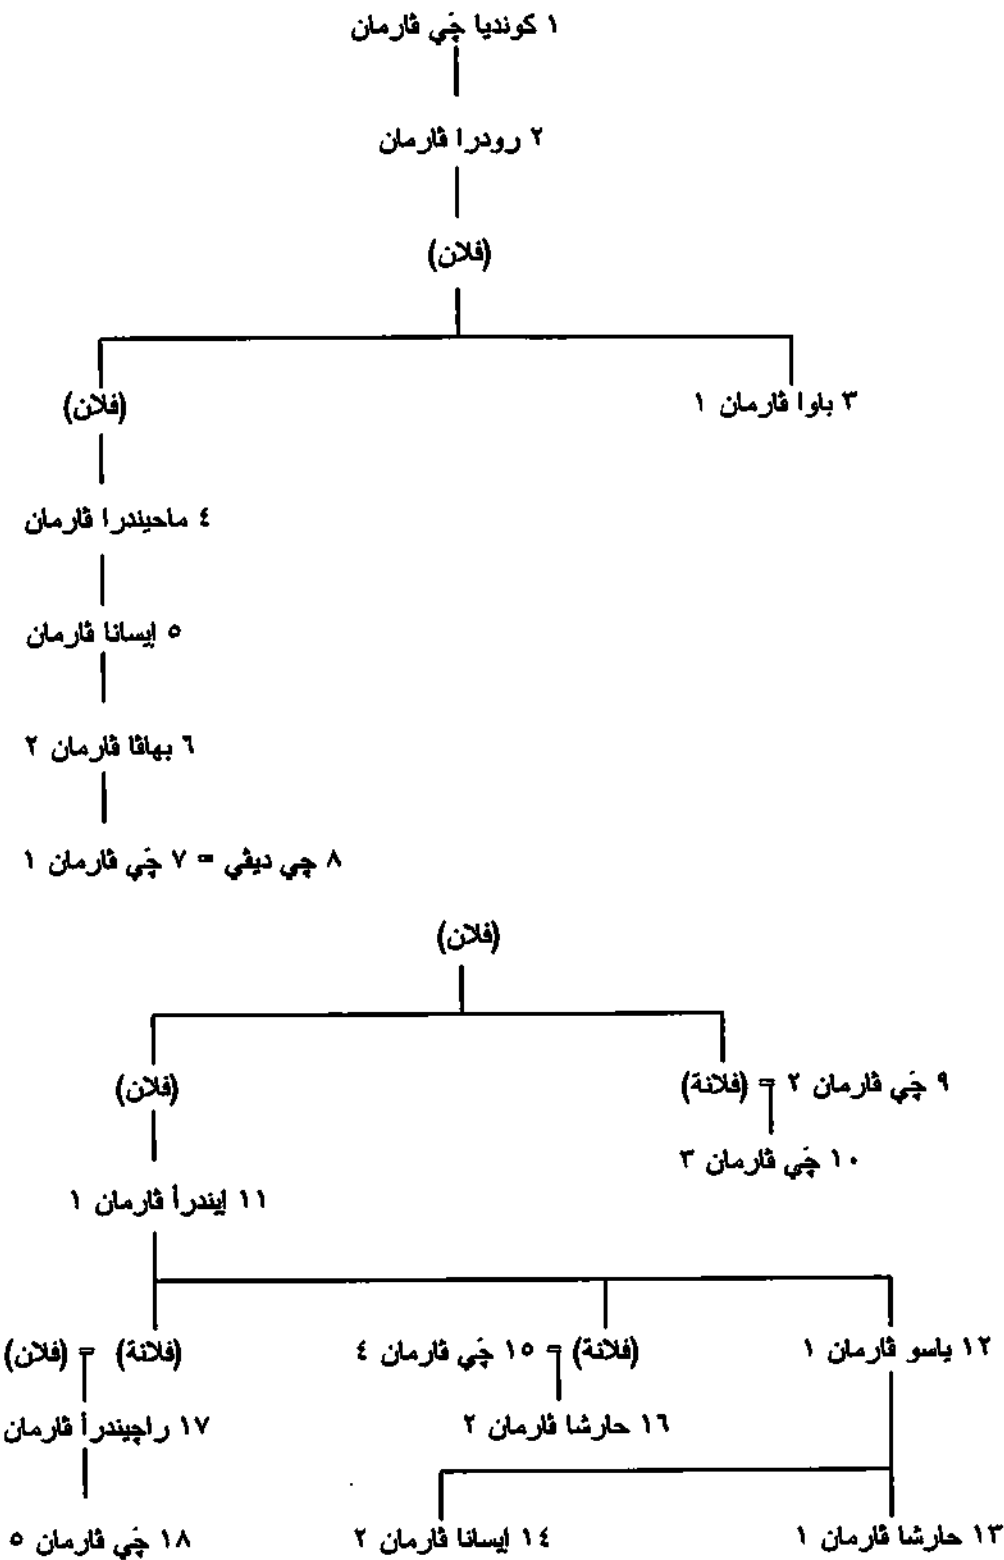 ١ كونديا چَي ڤارمان
٢ رودرا ڤارمان
(فلان)
٣ باوا ڤارمان ١
(فلان)
٤ ماحيندرا ڤارمان
٥ إيسانا ڤارمان
٦ بهاڤا ڤارمان ٢
٨ چي ديڤي = ٧ چَي ڤارمان ١
(فلان)
(فلان)
٩ چَي ڤارمان ٢ = (فلانة)
١٠ چَي ڤارمان ٣
١١ إيندرأ ڤارمان ١
١٢ ياسو ڤارمان ١
(فلانة) = ١٥ چَي ڤارمان ٤
(فلانة) = (فلان)
١٦ حارشا ڤارمان ٢
١٧ راچيندرأ ڤارمان
١٣ حارشا ڤارمان ١
١٤ إيسانا ڤارمان ٢
١٨ چَي ڤارمان ٥